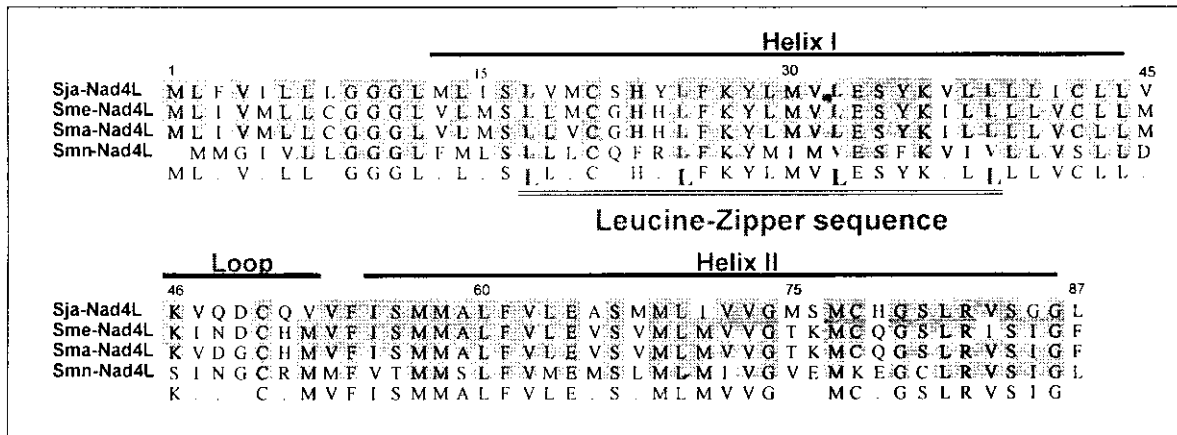 Helix I
1 15 30 45
Sja-Nad4L M L F V I L L I G G G L M L I S L V M C S H Y L F K Y L M V L E S Y K V L L L L I C L L V
Sme-Nad4L M L I V M L L C G G G L V L M S L L M C G H H L F K Y L M V L E S Y K I L L L L V C L L M
Sma-Nad4L M L I V M L L C G G G L V L M S L L V C G H H L F K Y L M V L E S Y K I L L L L V C L L M
Smn-Nad4L M M G I V L L G G G L F M L S L L L C Q F R L F K Y M I M V E S F K V I V L L V S L L D
M L . V . L L G G G L . L . S L L . C . H . L F K Y L M V L E S Y K . L L L L V C L L .
Leucine-Zipper sequence
Loop Helix II
46 60 75 87
Sja-Nad4L K V Q D C Q V V F I S M M A L F V L E A S M M L I V V G M S M C H G S L R V S G G L
Sme-Nad4L K I N D C H M V F I S M M A L F V L E V S V M L M V V G T K M C Q G S L R I S I G F
Sma-Nad4L K V D G C H M V F I S M M A L F V L E V S V M L M V V G T K M C Q G S L R V S I G F
Smn-Nad4L S I N G C R M M F V T M M S L F V M E M S L M L M I V G V E M K E G C L R V S I G L
K . . C . M V F I S M M A L F V L E . S . M L M V V G M C . G S L R V S I G